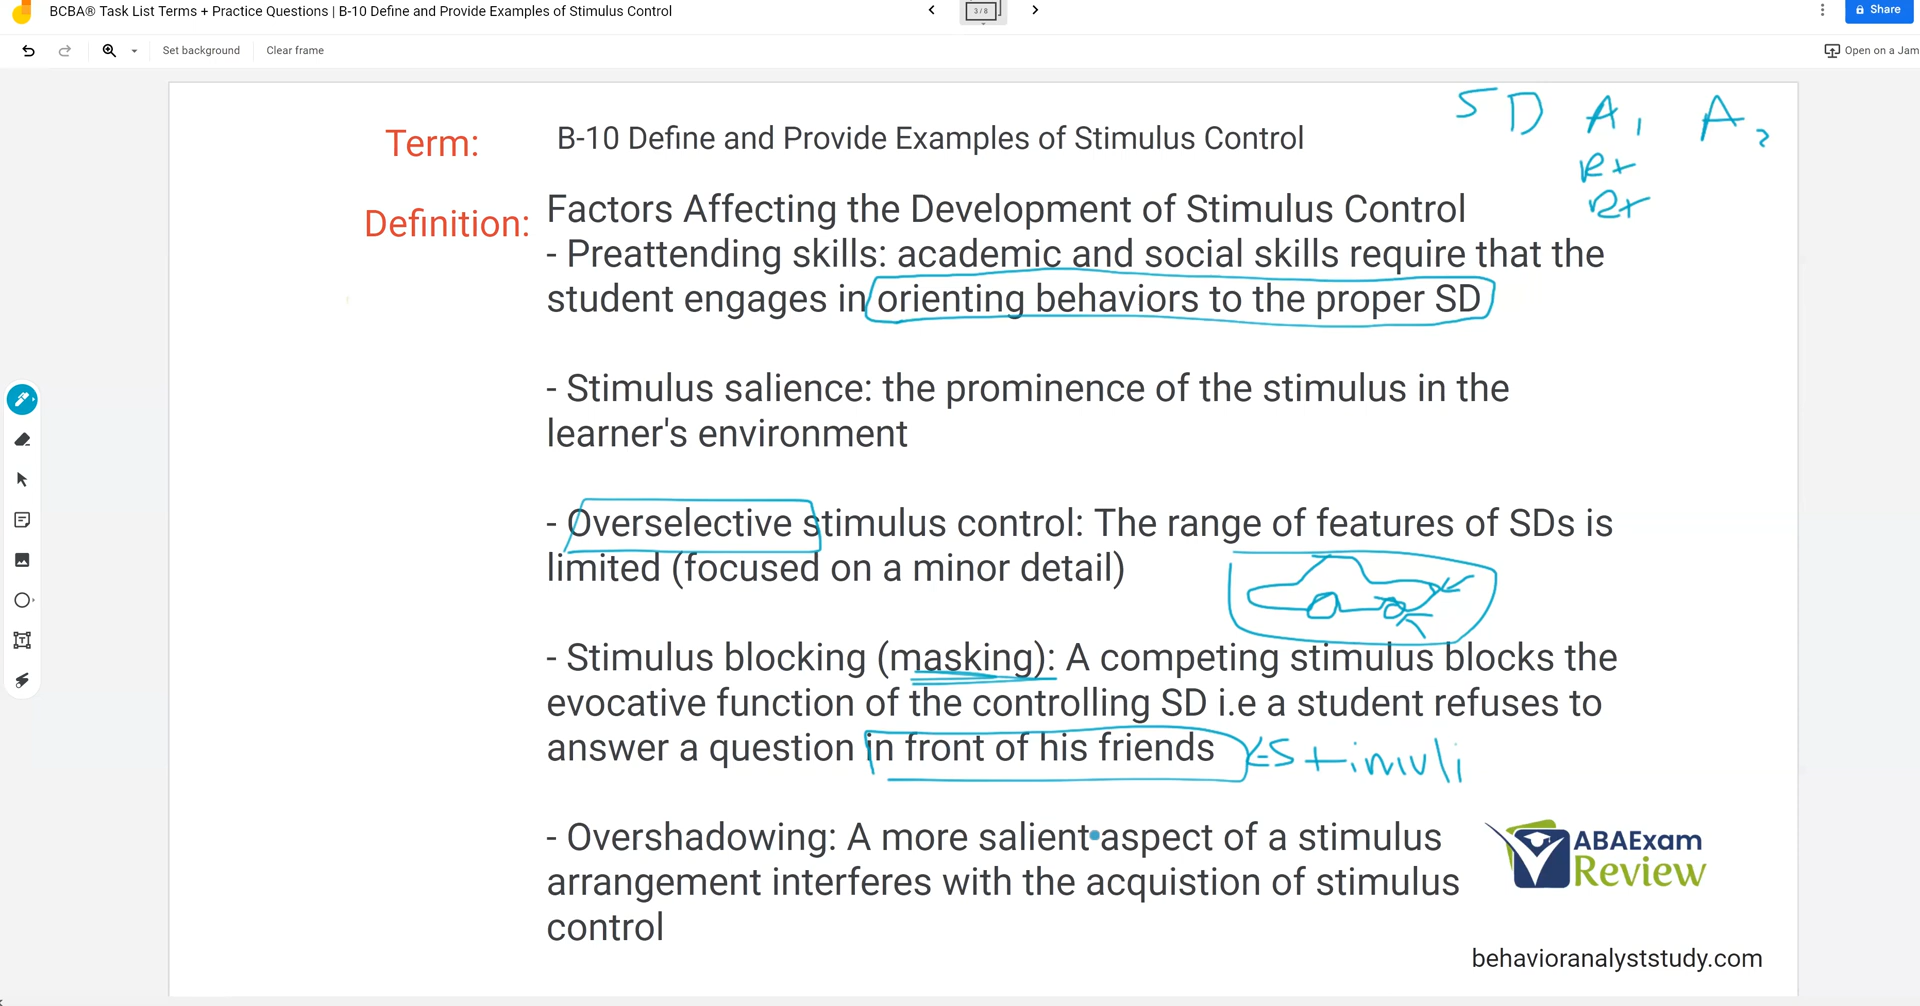 BCBA® Task List Terms + Practice Questions | B-10 Define and Provide Examples of Stimulus Control
3 / 8
Share
Set background
Clear frame
Open on a Jam
S D A1 A2
R+
R+
Term:
B-10 Define and Provide Examples of Stimulus Control
Definition:
Factors Affecting the Development of Stimulus Control
- Preattending skills: academic and social skills require that the
student engages in orienting behaviors to the proper SD
- Stimulus salience: the prominence of the stimulus in the
learner's environment
- Overselective stimulus control: The range of features of SDs is
limited (focused on a minor detail)
- Stimulus blocking (masking): A competing stimulus blocks the
evocative function of the controlling SD i.e a student refuses to
answer a question in front of his friends
Stimuli
- Overshadowing: A more salient aspect of a stimulus
arrangement interferes with the acquistion of stimulus
control
ABAExam
Review
behavioranalyststudy.com